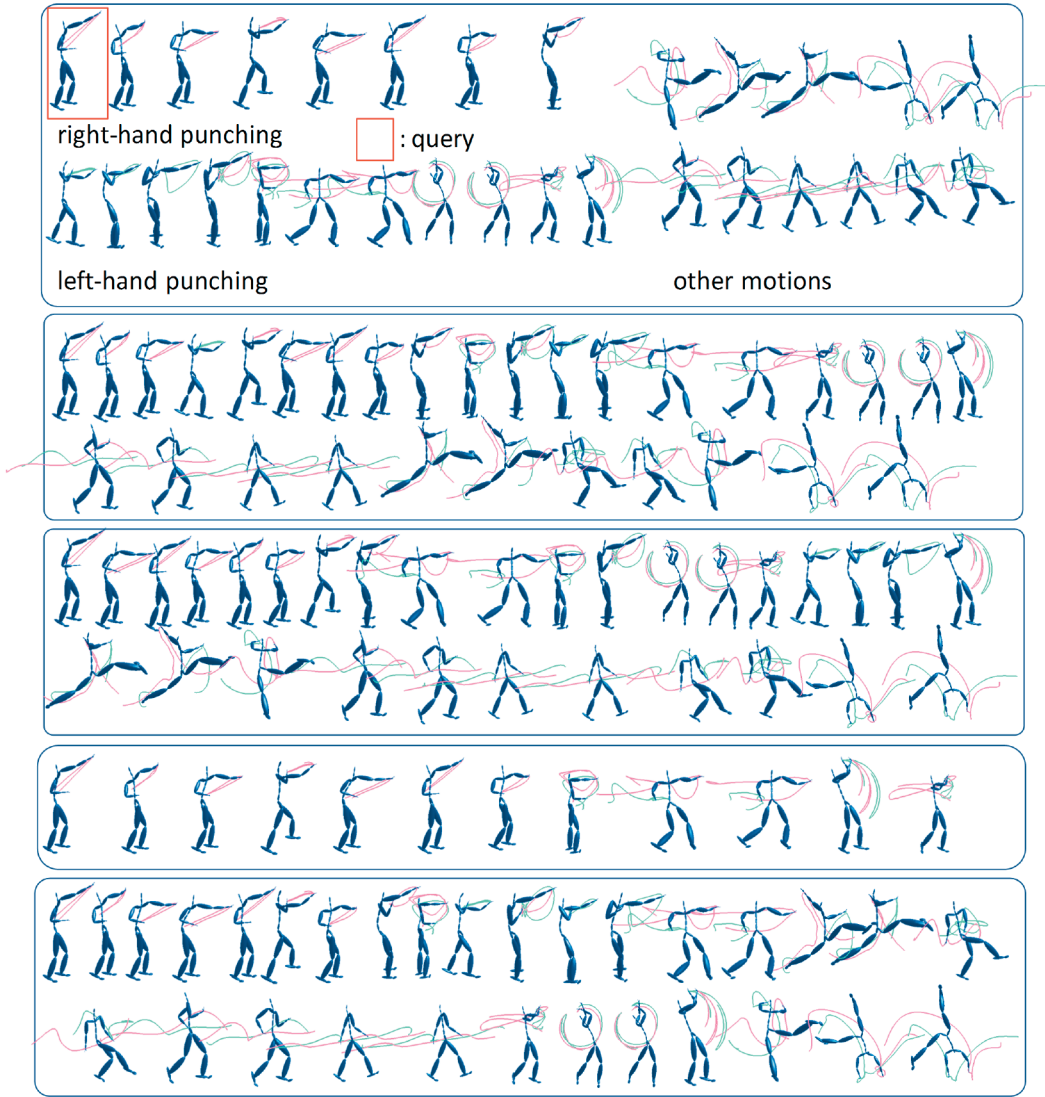 right-hand punching
: query
left-hand punching
other motions